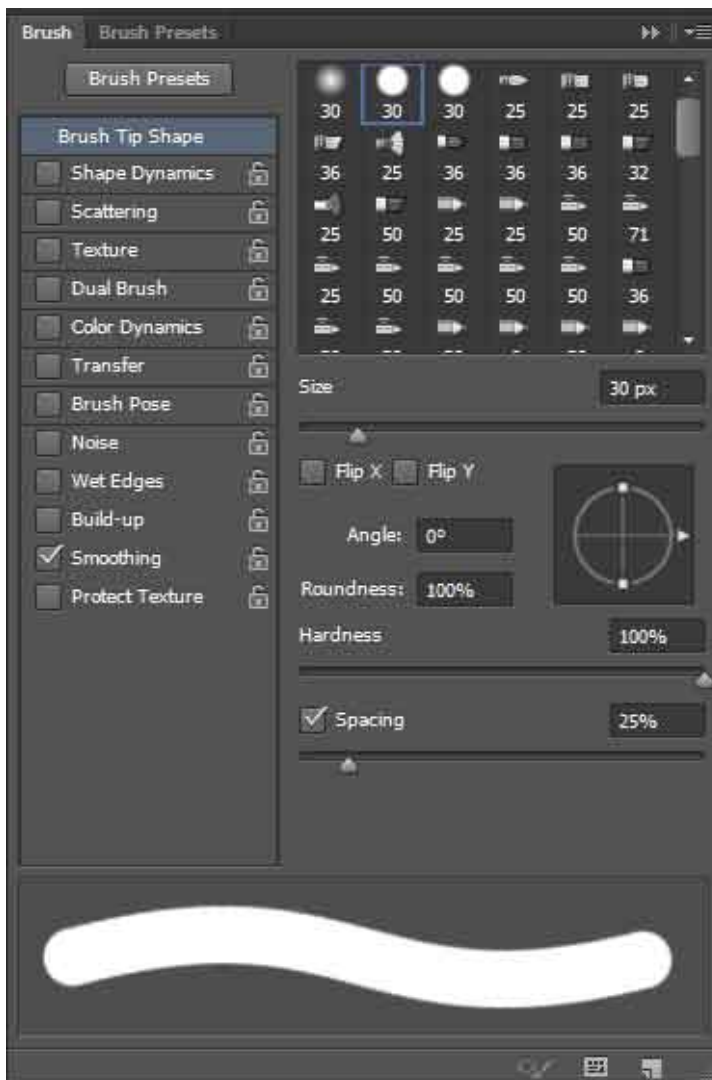 Brush Brush Presets
Brush Presets
30 30 30 25 25 25
36 25 36 36 36 32
25 50 25 25 50 71
25 50 50 50 50 36
Brush Tip Shape
Shape Dynamics
Scattering
Texture
Dual Brush
Color Dynamics
Transfer
Brush Pose
Noise
Wet Edges
Build-up
Smoothing
Protect Texture
Size 30 px
Flip X Flip Y
Angle: 0º
Roundness: 100%
Hardness 100%
Spacing 25%